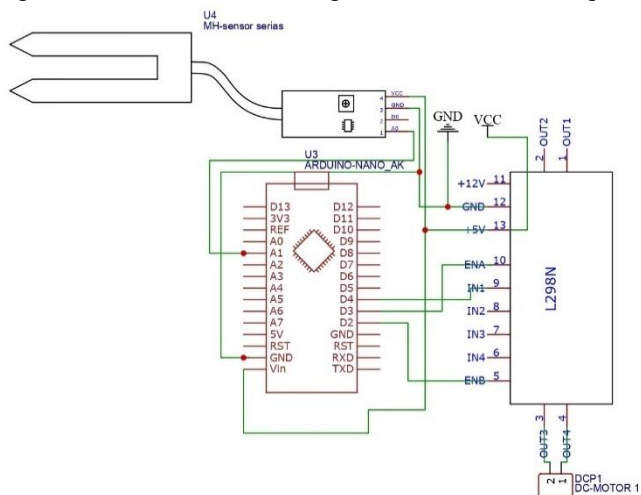 U4
MH-sensor serias
4 VCC
3 GND
2 D0
1 A0
GND VCC
OUT2 OUT1
2 1
U3
ARDUINO-NANO_AK
D13 D12
3V3 D11
REF D10
A0 D9
A1 D8
A2 D7
A3 D6
A4 D5
A5 D4
A6 D3
A7 D2
5V GND
RST RST
GND RXD
Vin TXD
+12V 11
GND 12
+5V 13
ENA 10
IN1 9
IN2 8
IN3 7
IN4 6
ENB 5
L298N
3 4
OUT3 OUT4
2 1
DCP1
DC-MOTOR 1